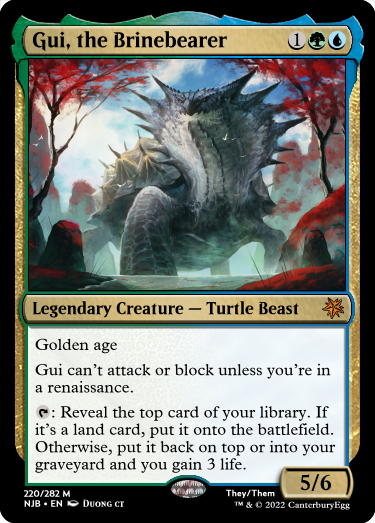 Gui, the Brinebearer 1
Legendary Creature — Turtle Beast
Golden age
Gui can't attack or block unless you're in
a renaissance.
: Reveal the top card of your library. If
it's a land card, put it onto the battlefield.
Otherwise, put it back on top or into your
graveyard and you gain 3 life.
5/6
220/282 M
They/Them
NJB • EN Duong ct
™ & © 2022 CanterburyEgg